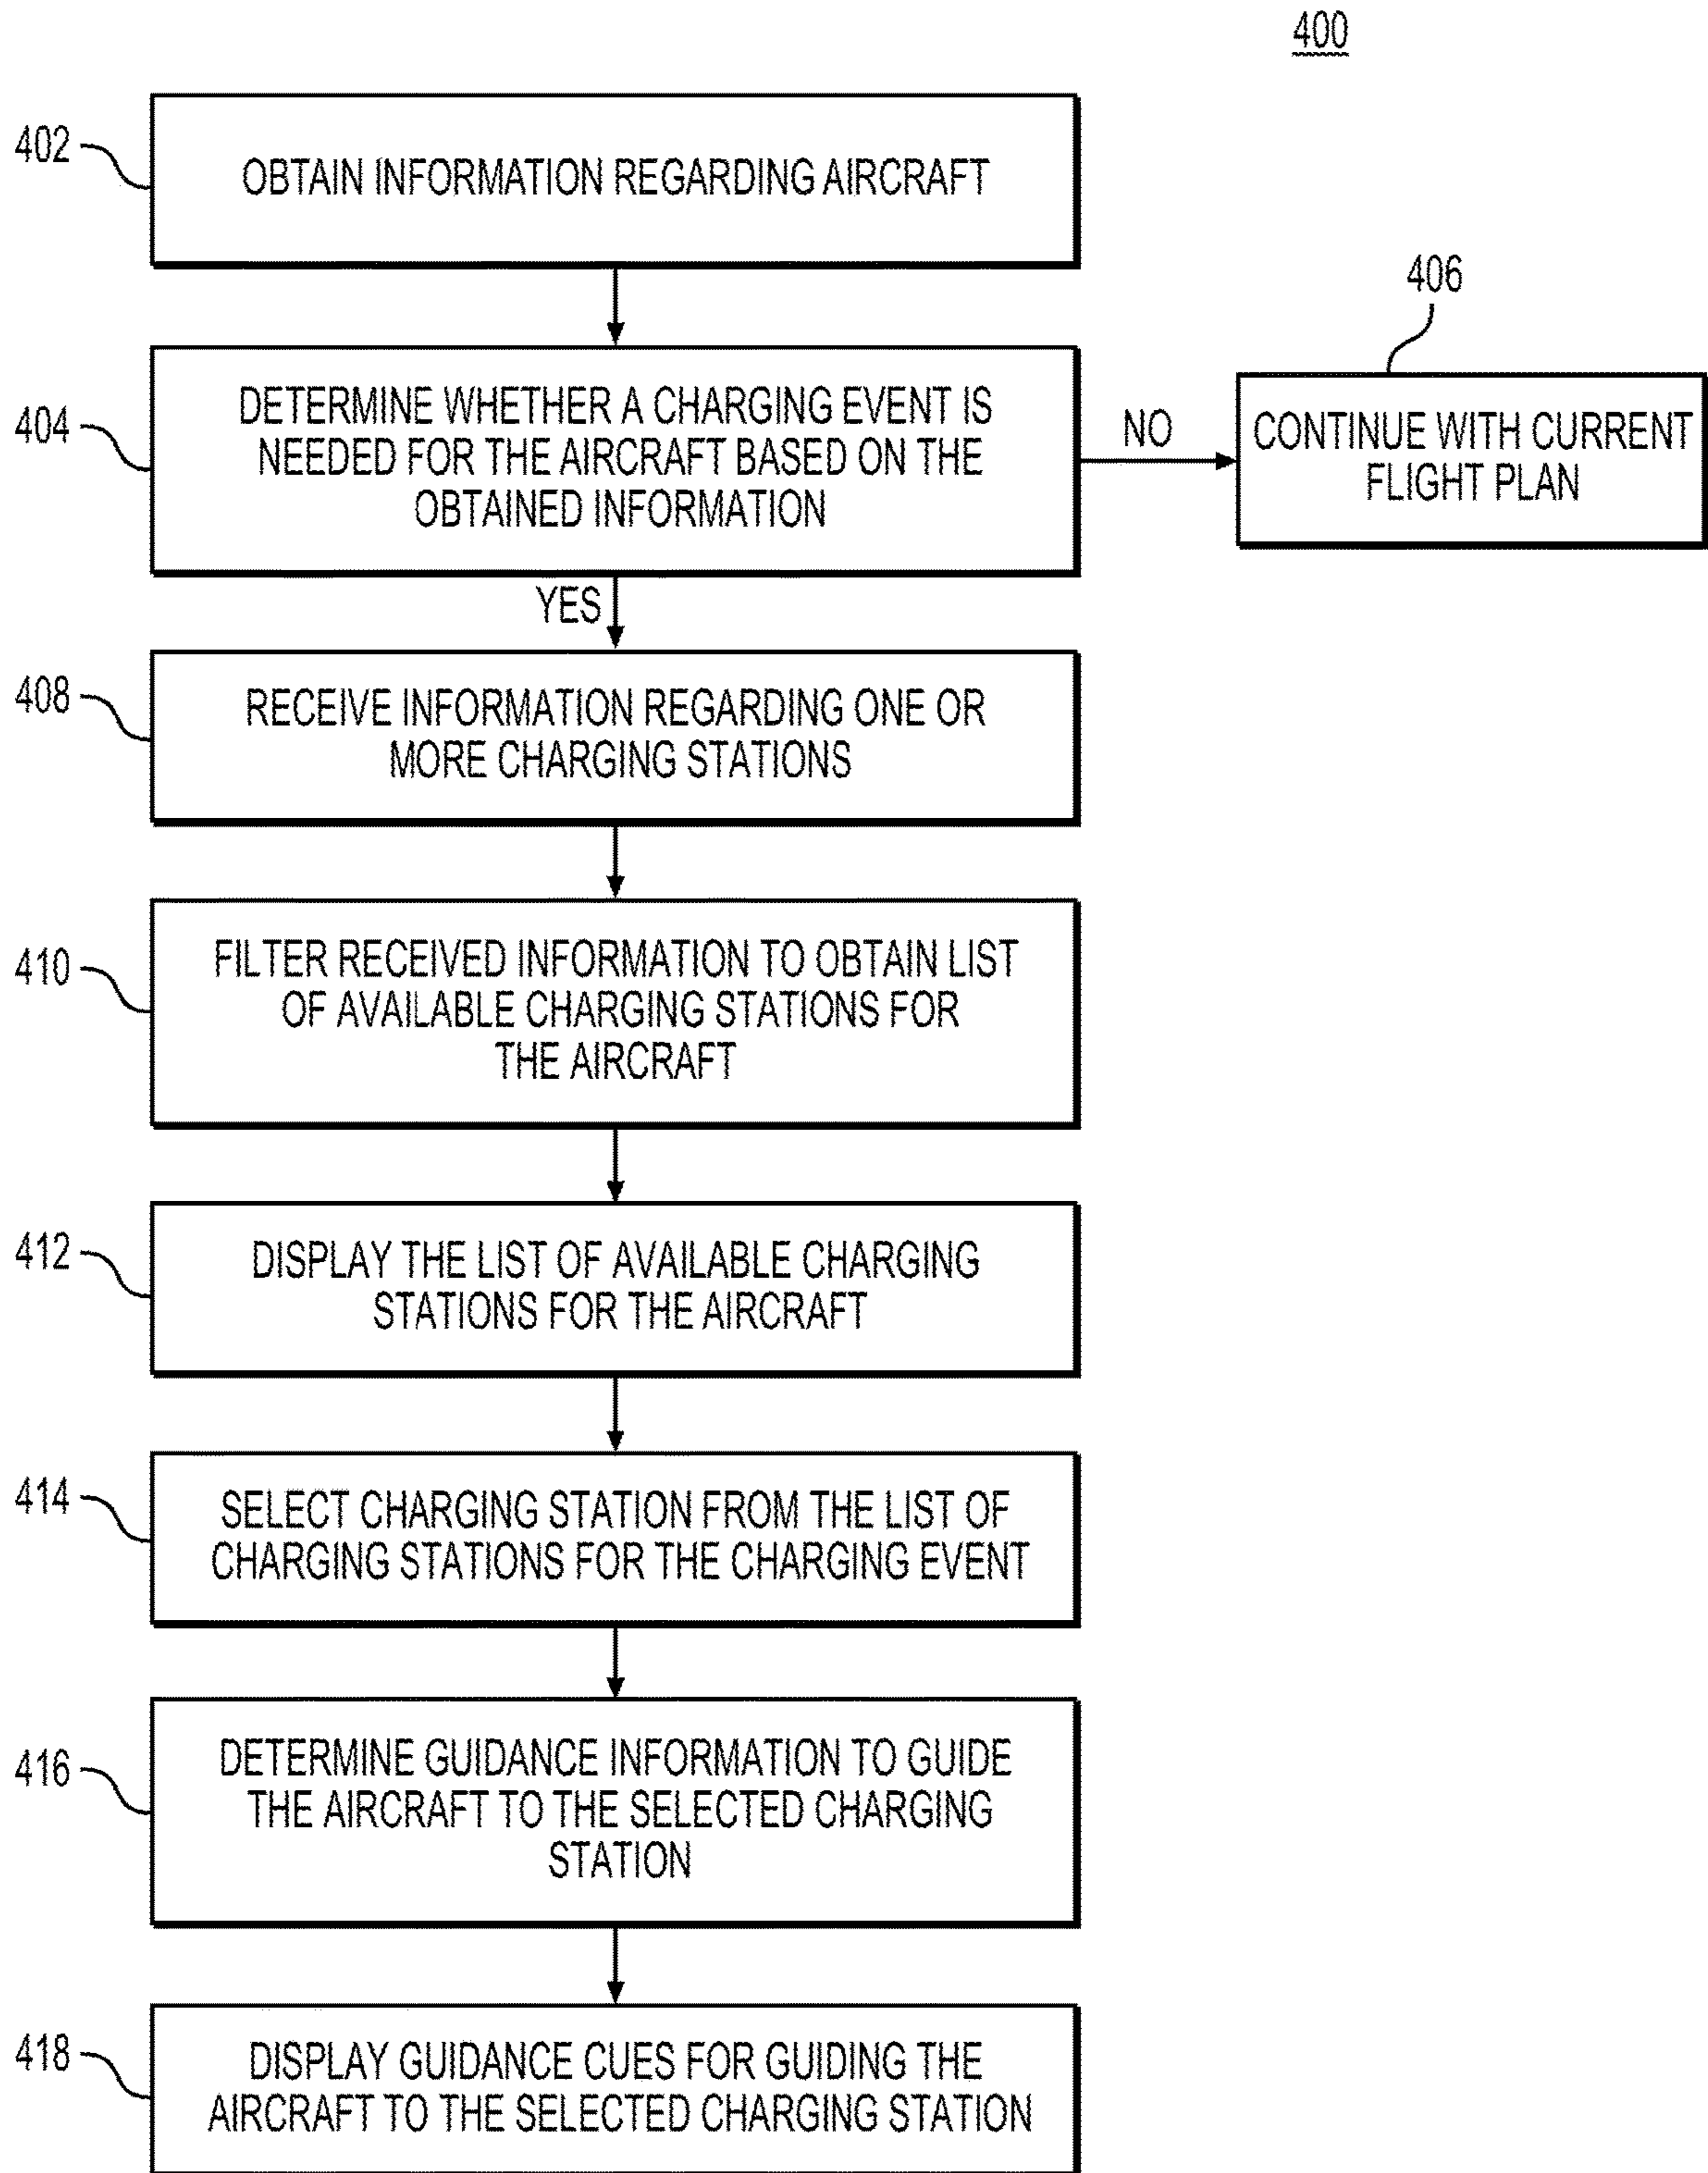 400
402
OBTAIN INFORMATION REGARDING AIRCRAFT
404
DETERMINE WHETHER A CHARGING EVENT IS
NEEDED FOR THE AIRCRAFT BASED ON THE
OBTAINED INFORMATION
NO
406
CONTINUE WITH CURRENT
FLIGHT PLAN
YES
408
RECEIVE INFORMATION REGARDING ONE OR
MORE CHARGING STATIONS
410
FILTER RECEIVED INFORMATION TO OBTAIN LIST
OF AVAILABLE CHARGING STATIONS FOR
THE AIRCRAFT
412
DISPLAY THE LIST OF AVAILABLE CHARGING
STATIONS FOR THE AIRCRAFT
414
SELECT CHARGING STATION FROM THE LIST OF
CHARGING STATIONS FOR THE CHARGING EVENT
416
DETERMINE GUIDANCE INFORMATION TO GUIDE
THE AIRCRAFT TO THE SELECTED CHARGING
STATION
418
DISPLAY GUIDANCE CUES FOR GUIDING THE
AIRCRAFT TO THE SELECTED CHARGING STATION